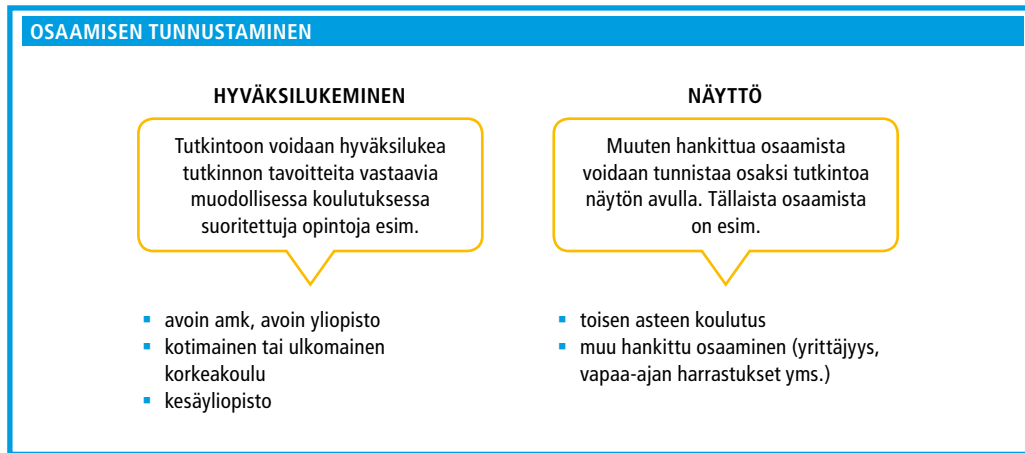 OSAAMISEN TUNNUSTAMINEN
HYVÄKSILUKEMINEN
Tutkintoon voidaan hyväksilukea
tutkinnon tavoitteita vastaavia
muodollisessa koulutuksessa
suoritettuja opintoja esim.
▪ avoin amk, avoin yliopisto
▪ kotimainen tai ulkomainen
korkeakoulu
▪ kesäyliopisto
NÄYTTÖ
Muuten hankittua osaamista
voidaan tunnistaa osaksi tutkintoa
näytön avulla. Tällaista osaamista
on esim.
▪ toisen asteen koulutus
▪ muu hankittu osaaminen (yrittäjyys,
vapaa-ajan harrastukset yms.)